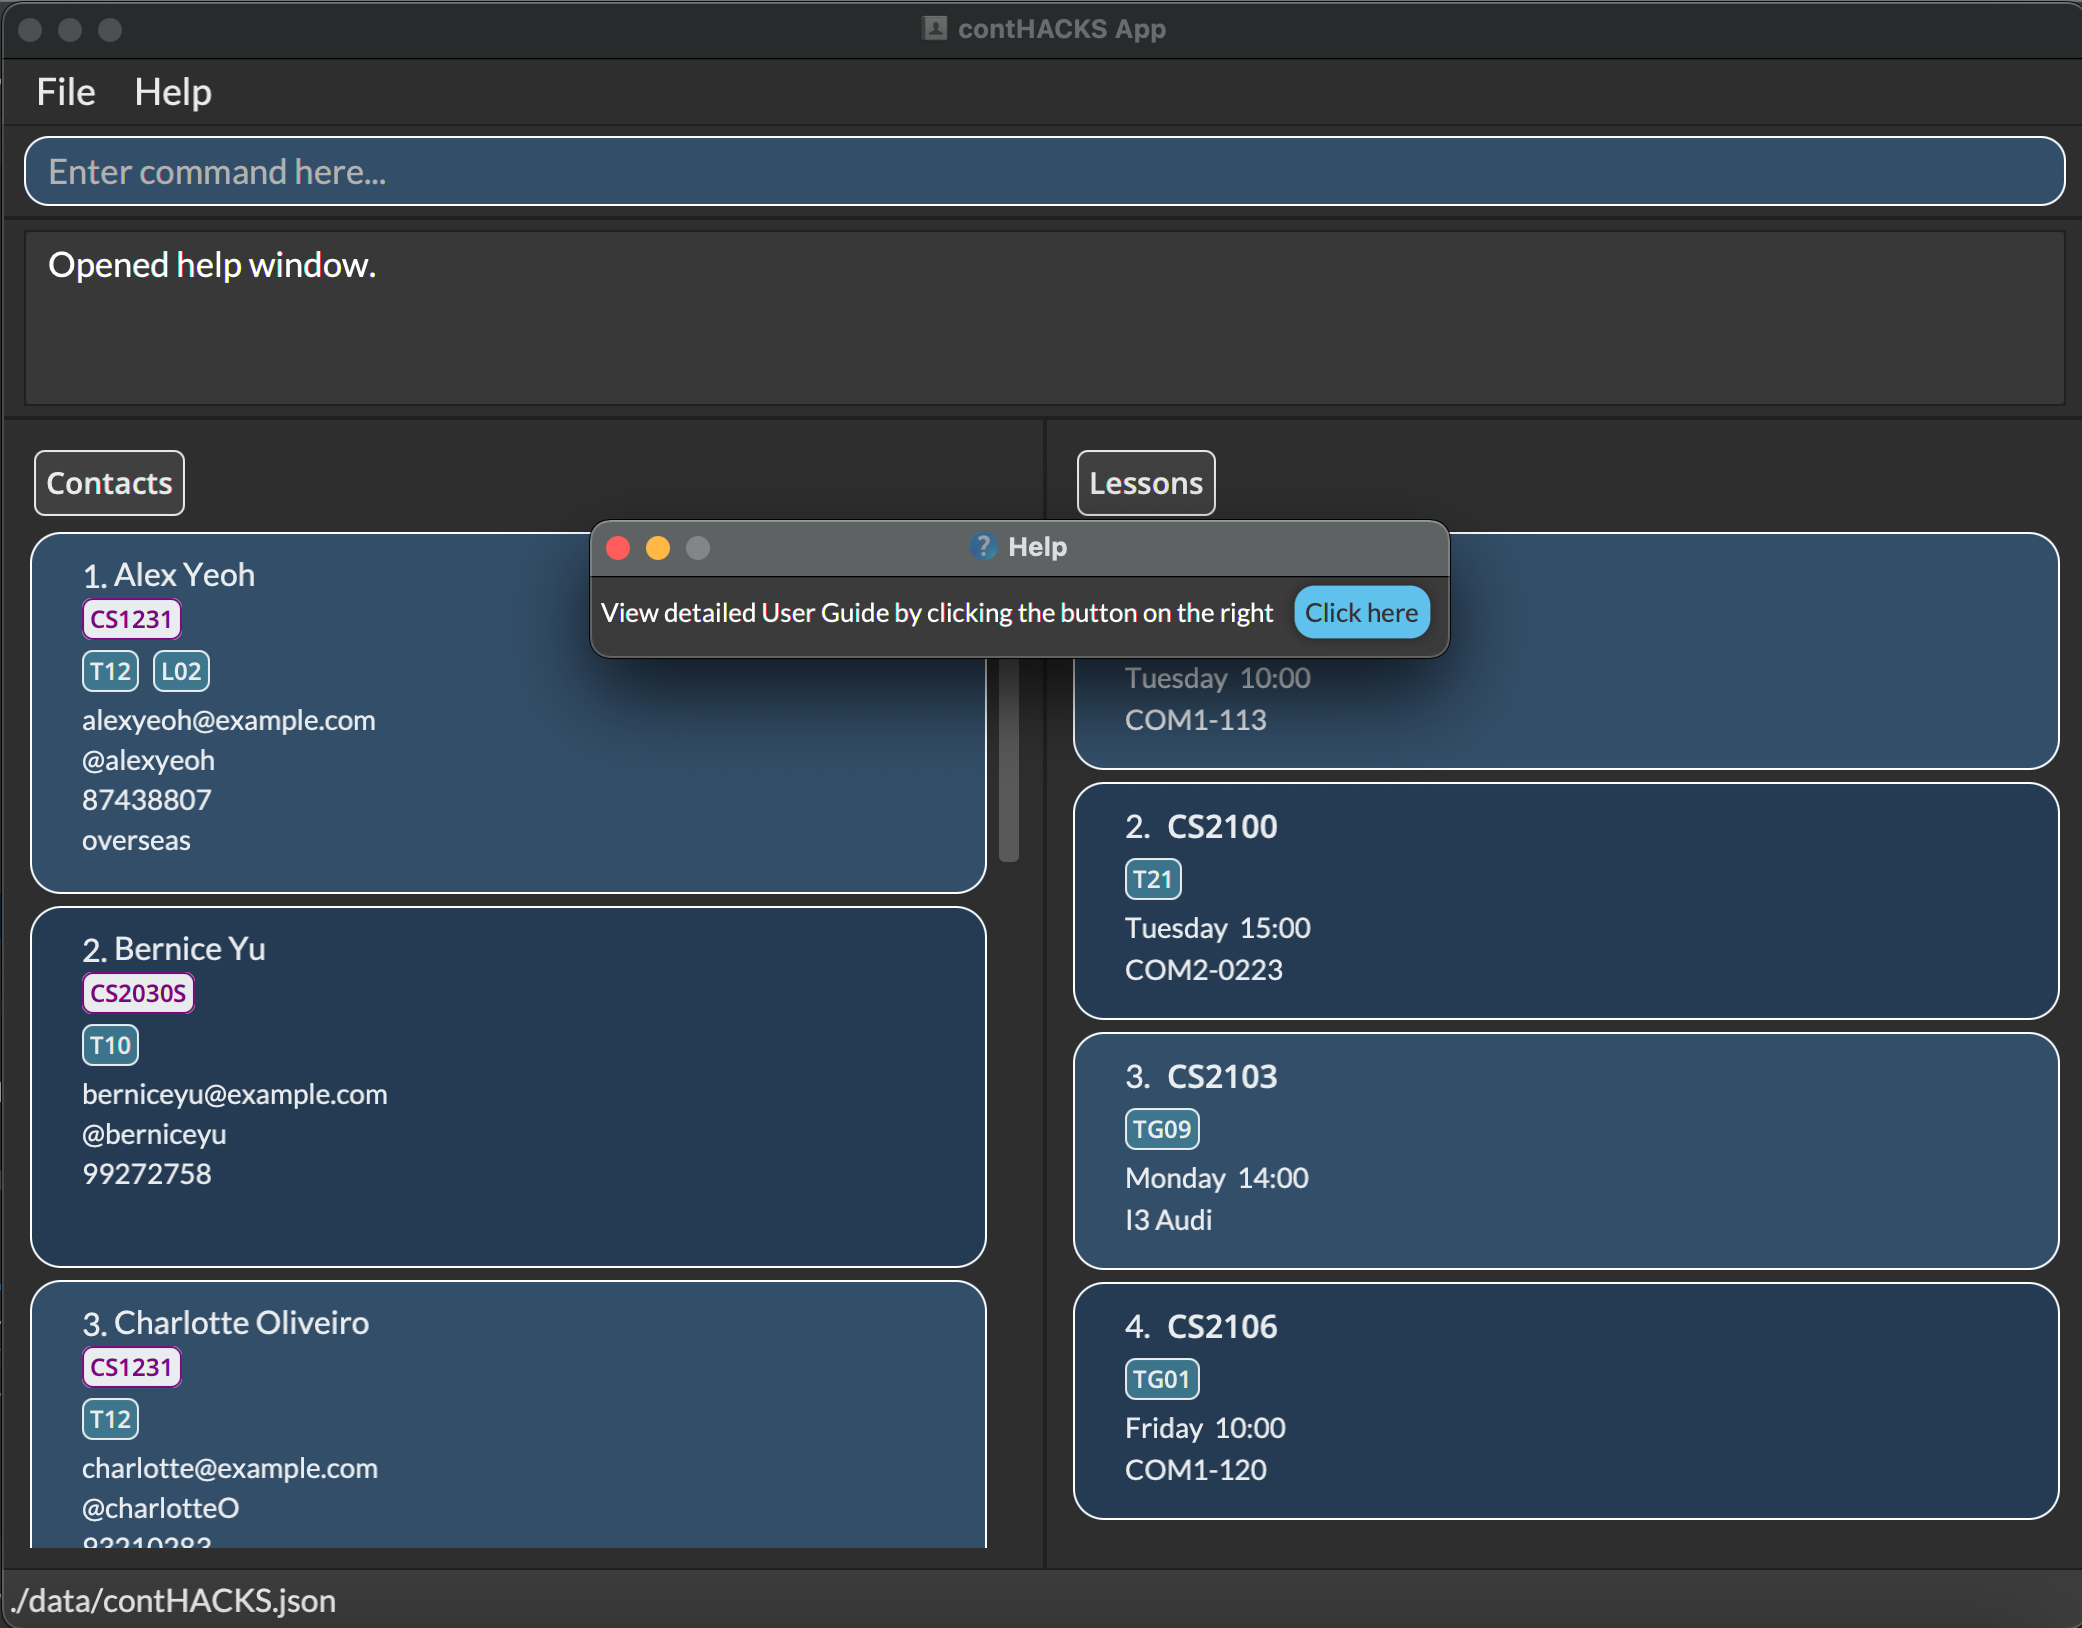 contHACKS App
File Help
Enter command here...
Opened help window.
Contacts
1. Alex Yeoh
CS1231
T12 L02
alexyeoh@example.com
@alexyeoh
87438807
overseas
2. Bernice Yu
CS2030S
T10
berniceyu@example.com
@berniceyu
99272758
3. Charlotte Oliveiro
CS1231
T12
charlotte@example.com
@charlotteO
93210283
Lessons
Help
View detailed User Guide by clicking the button on the right Click here
Tuesday 10:00
COM1-113
2. CS2100
T21
Tuesday 15:00
COM2-0223
3. CS2103
TG09
Monday 14:00
I3 Audi
4. CS2106
TG01
Friday 10:00
COM1-120
./data/contHACKS.json